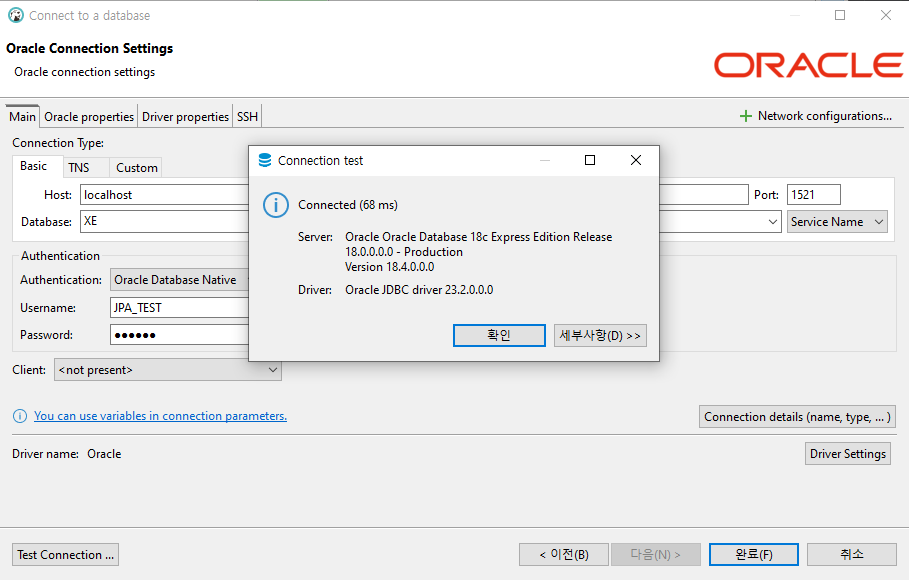 Connect to a database
Oracle Connection Settings
Oracle connection settings
ORACLE
Main
Oracle properties
Driver properties
SSH
Network configurations...
Connection Type:
Basic
TNS
Custom
Host:
localhost
Port:
1521
Database:
XE
Service Name
Authentication
Authentication:
Oracle Database Native
Username:
JPA_TEST
Password:
••••••
Client:
<not present>
Connection test
Connected (68 ms)
Server:
Oracle Oracle Database 18c Express Edition Release
18.0.0.0.0 - Production
Version 18.4.0.0.0
Driver:
Oracle JDBC driver 23.2.0.0.0
확인
세부사항(D) >>
You can use variables in connection parameters.
Connection details (name, type, ... )
Driver name:
Oracle
Driver Settings
Test Connection ...
< 이전(B)
다음(N) >
완료(F)
취소